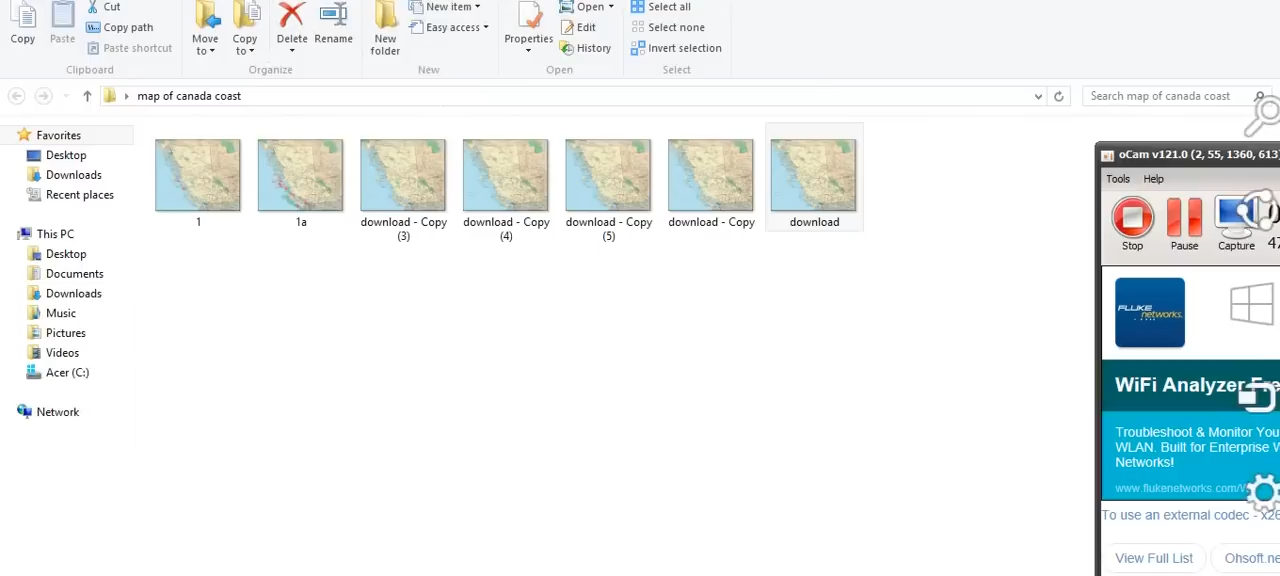 Copy
Paste
Cut
Copy path
Paste shortcut
Clipboard
Move to
Copy to
Delete
Rename
Organize
New folder
New item
Easy access
New
Properties
Open
Edit
History
Open
Select all
Select none
Invert selection
Select
map of canada coast
Search map of canada coast
Favorites
Desktop
Downloads
Recent places
This PC
Desktop
Documents
Downloads
Music
Pictures
Videos
Acer (C:)
Network
1
1a
download - Copy
(3)
download - Copy
(4)
download - Copy
(5)
download - Copy
download
oCam v121.0 (2, 55, 1360, 613)
Tools Help
Stop
Pause
Capture
47
FLUKE
networks.
WiFi Analyzer
Troubleshoot & Monitor You
WLAN. Built for Enterprise W
Networks!
www.flukenetworks.com/
To use an external codec - x26
View Full List
Ohsoft.ne